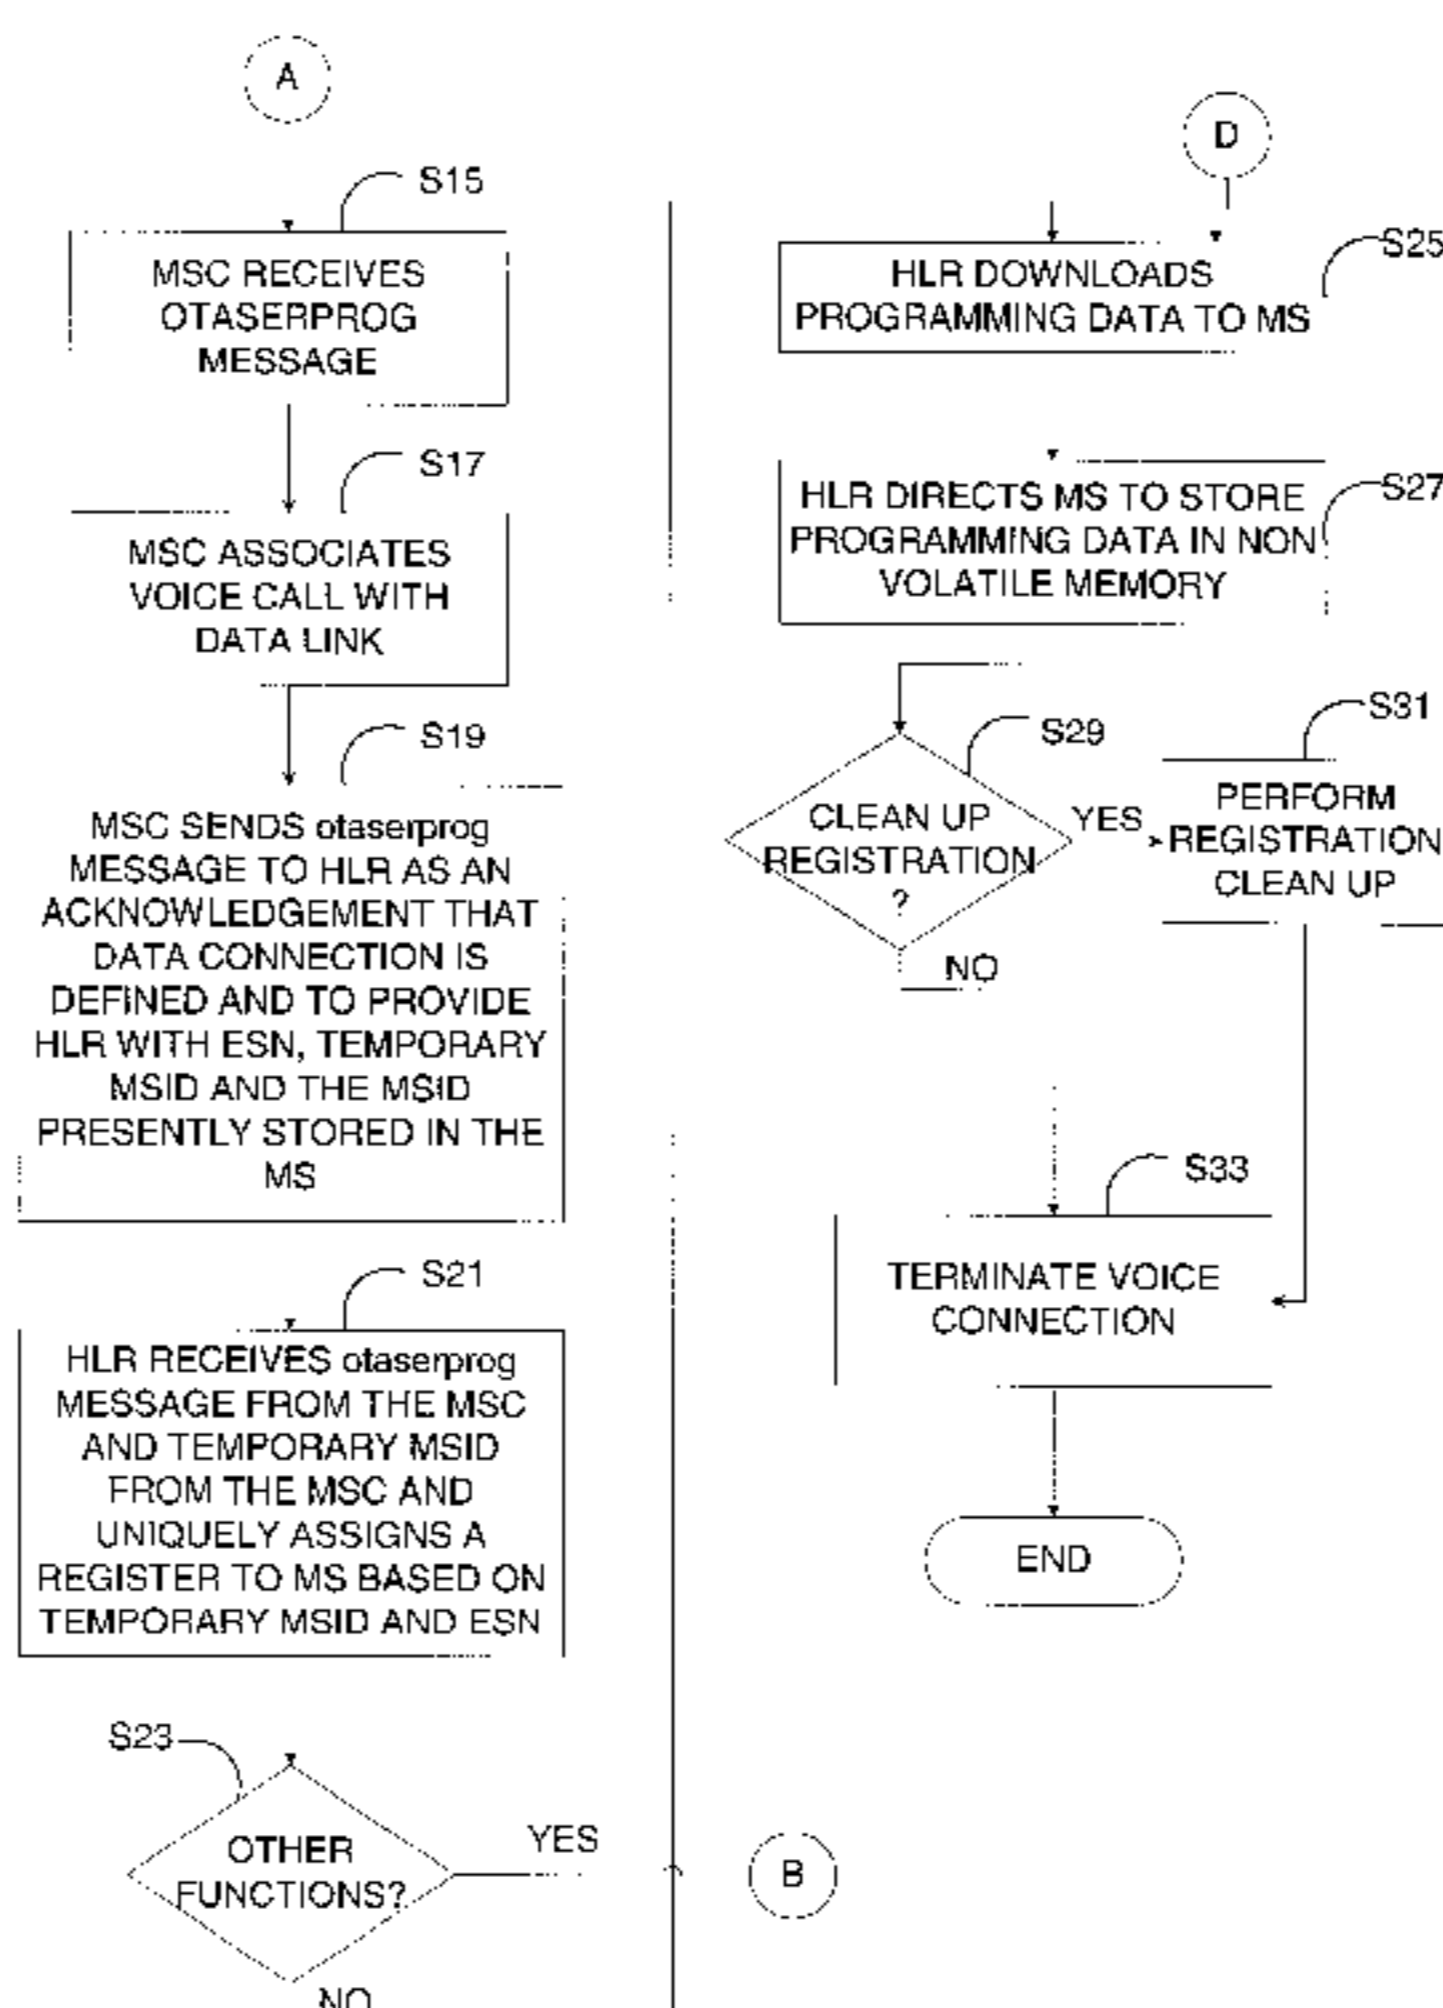 A
S15
MSC RECEIVES
OTASERPROG
MESSAGE
S17
MSC ASSOCIATES
VOICE CALL WITH
DATA LINK
S19
MSC SENDS otaserprog
MESSAGE TO HLR AS AN
ACKNOWLEDGEMENT THAT
DATA CONNECTION IS
DEFINED AND TO PROVIDE
HLR WITH ESN, TEMPORARY
MSID AND THE MSID
PRESENTLY STORED IN THE
MS
S21
HLR RECEIVES otaserprog
MESSAGE FROM THE MSC
AND TEMPORARY MSID
FROM THE MSC AND
UNIQUELY ASSIGNS A
REGISTER TO MS BASED ON
TEMPORARY MSID AND ESN
S23
OTHER
FUNCTIONS?
YES
B
NO
D
S25
HLR DOWNLOADS
PROGRAMMING DATA TO MS
S27
HLR DIRECTS MS TO STORE
PROGRAMMING DATA IN NON
VOLATILE MEMORY
S29
CLEAN UP
REGISTRATION
?
YES
NO
S31
PERFORM
REGISTRATION
CLEAN UP
S33
TERMINATE VOICE
CONNECTION
END